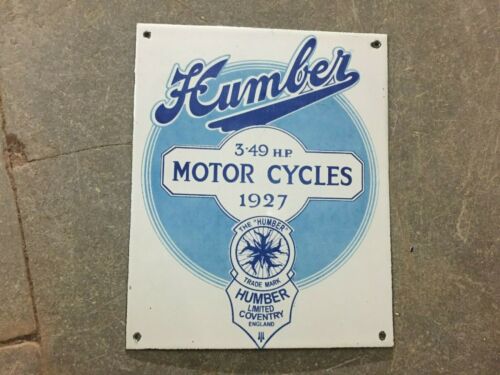 Humber
3·49 H.P.
MOTOR CYCLES
1927
THE "HUMBER"
TRADE MARK
HUMBER
LIMITED
COVENTRY
ENGLAND